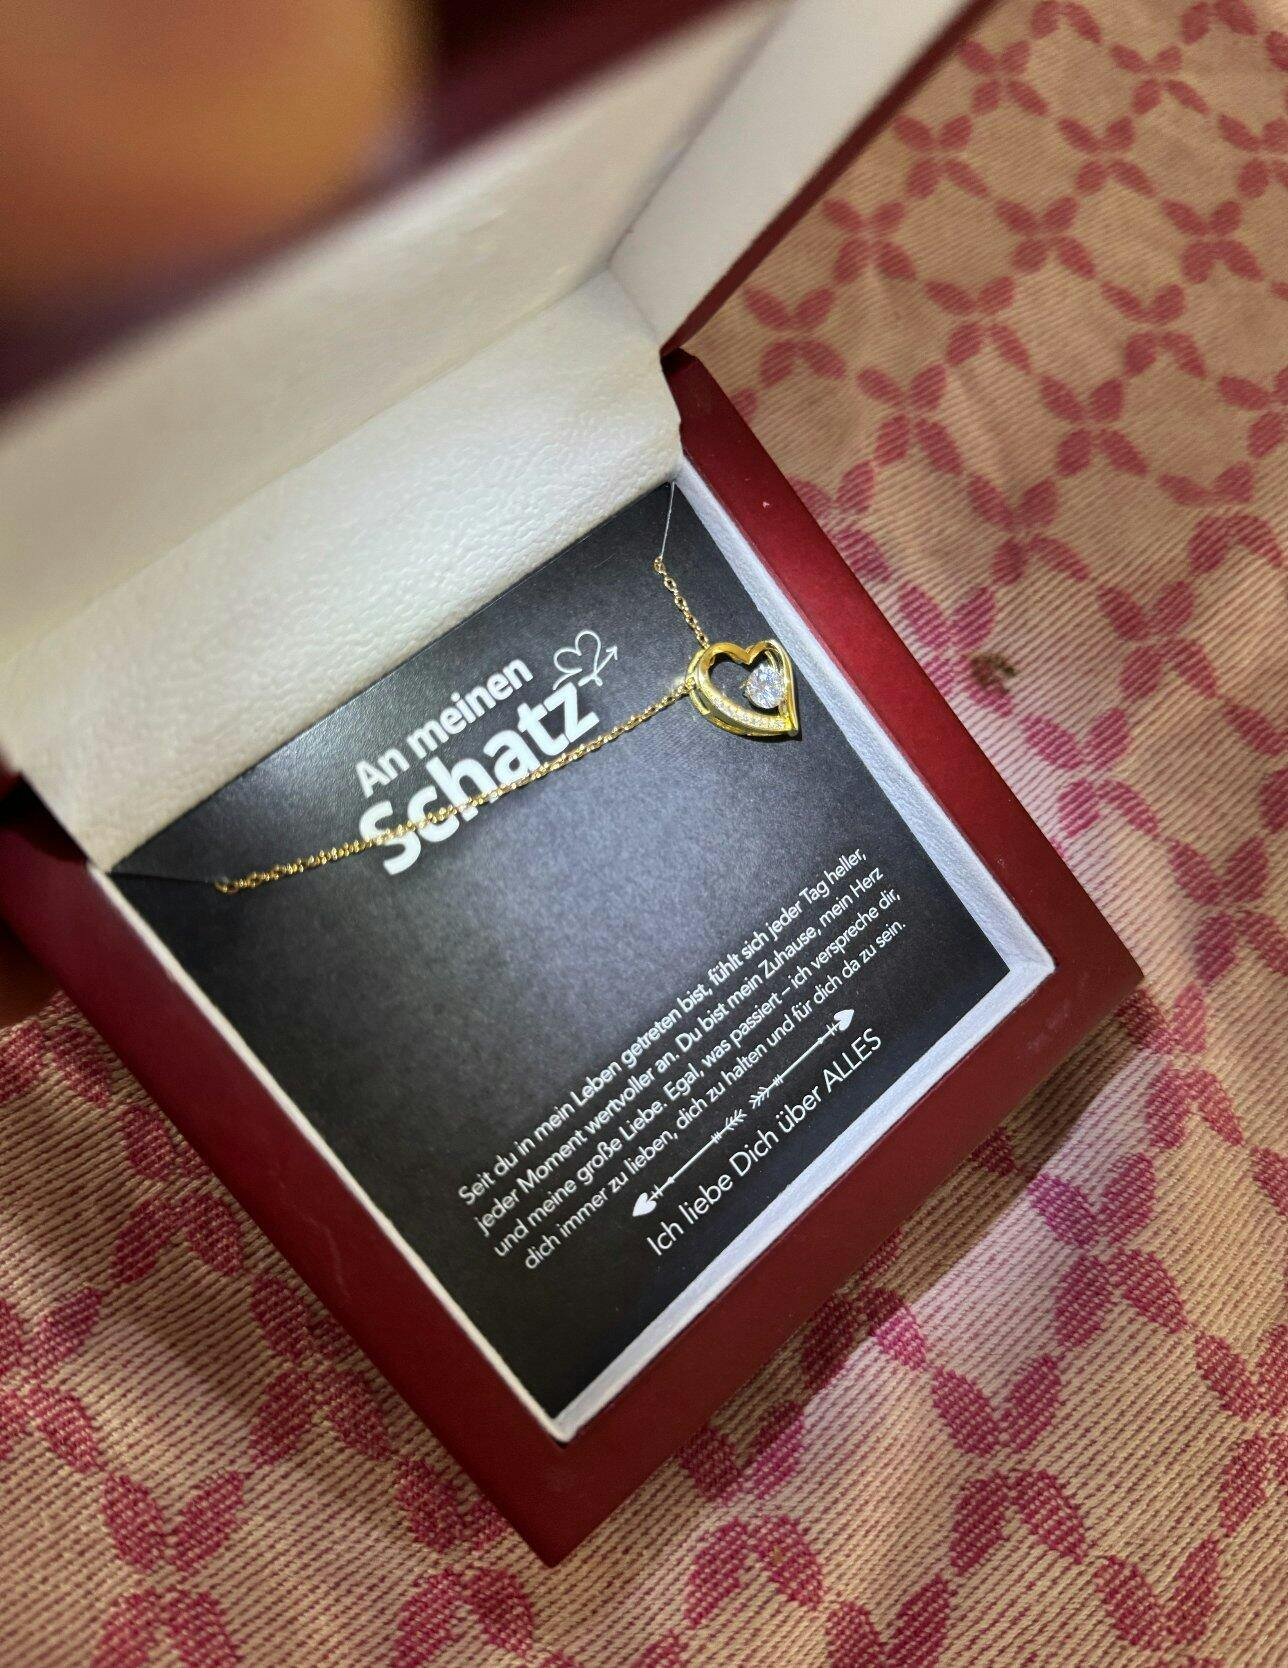 An meinen
Schatz
Seit du in mein Leben getreten bist, fühlt sich jeder Tag heller,
jeder Moment wertvoller an. Du bist mein Zuhause, mein Herz
und meine große Liebe. Egal, was passiert – ich verspreche dir,
dich immer zu lieben, dich zu halten und für dich da zu sein.
Ich liebe Dich über ALLES